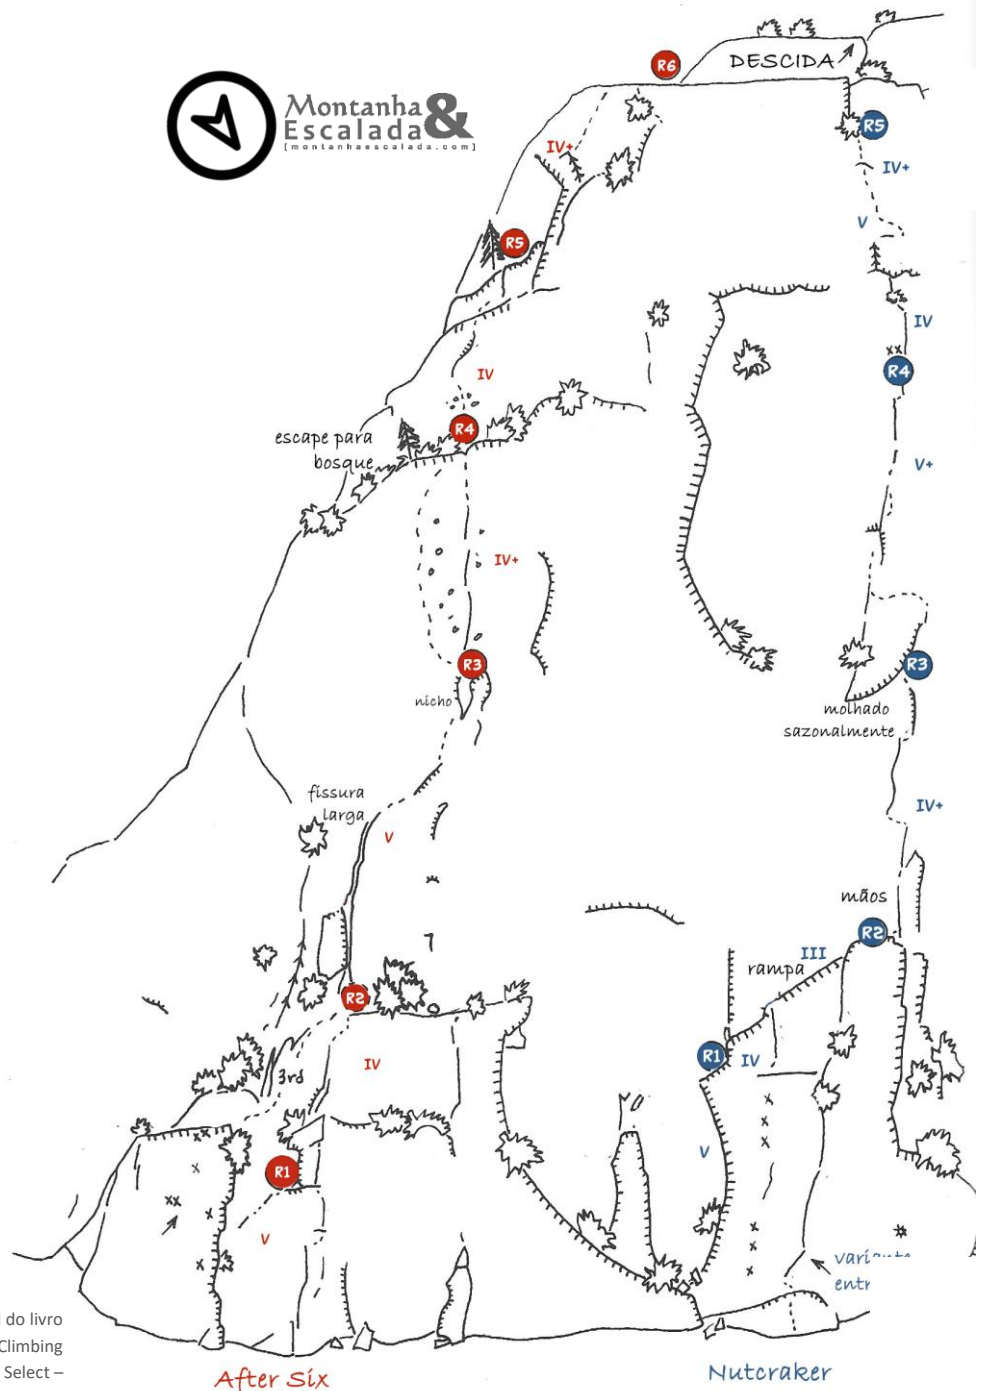 Montanha &
Escalada
[montanhaescalada.com]
R6
DESCIDA
R5
IV+
IV+
V
R5
IV
IV
R4
R4
escape para
bosque
V+
IV+
R3
R3
nicho
molhado
sazonalmente
fissura
larga
IV+
V
mãos
R2
III
rampa
R2
R1
IV
IV
3rd
V
R1
V
entr
do livro
Climbing
Select –
After Six
Nutcraker